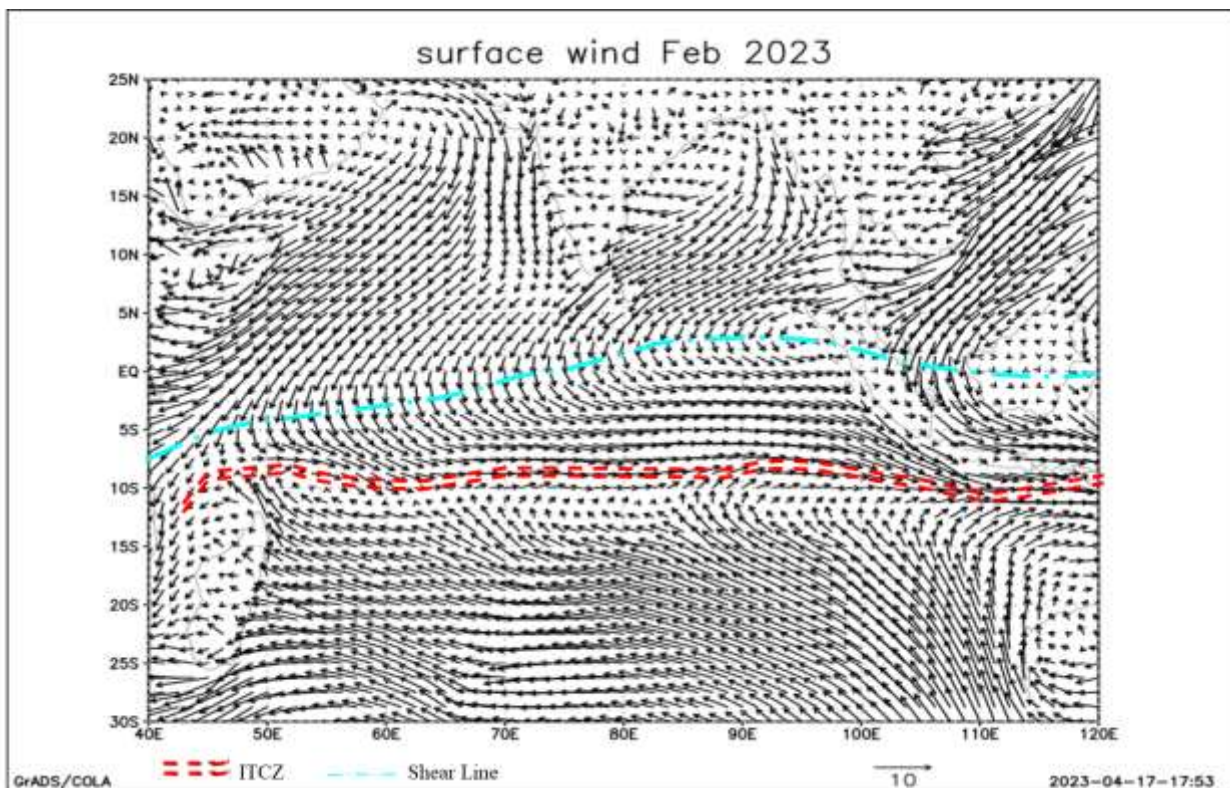 surface wind Feb 2023
25N
20N
15N
10N
5N
EQ
5S
10S
15S
20S
25S
30S
40E 50E 60E 70E 80E 90E 100E 110E 120E
ITCZ Shear Line
10
GrADS/COLA 2023-04-17-17:53